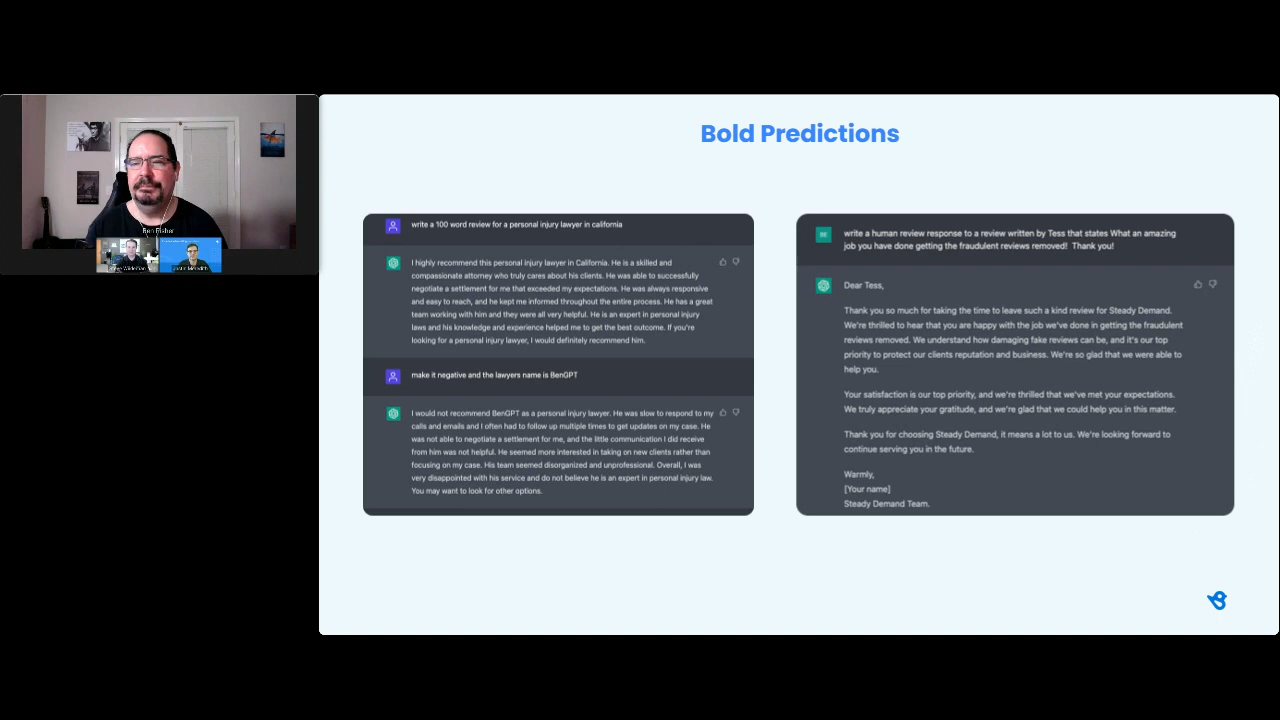 Bold Predictions
Ben Fisher
Justin Meredith
write a 100 word review for a personal injury lawyer in california
I highly recommend this personal injury lawyer in California. He is a skilled and
compassionate attorney who truly cares about his clients. He was able to successfully
negotiate a settlement for me that exceeded my expectations. He was always responsive
and easy to reach, and he kept me informed throughout the entire process. He has a great
team working with him and they were all very helpful. He is an expert in personal injury
laws and his knowledge and experience helped me to get the best outcome. If you're
looking for a personal injury lawyer, I would definitely recommend him.
make it negative and the lawyers name is BenGPT
I would not recommend BenGPT as a personal injury lawyer. He was slow to respond to my
calls and emails and I often had to follow up multiple times to get updates on my case. He
was not able to negotiate a settlement for me, and the little communication I did receive
from him was not helpful. He seemed more interested in taking on new clients rather than
focusing on my case. His team seemed disorganized and unprofessional. Overall, I was
very disappointed with his service and do not believe he is an expert in personal injury law.
You may want to look for other options.
write a human review response to a review written by Tess that states What an amazing
job you have done getting the fraudulent reviews removed! Thank you!
Dear Tess,
Thank you so much for taking the time to leave such a kind review for Steady Demand.
We're thrilled to hear that you are happy with the job we've done in getting the fraudulent
reviews removed. We understand how damaging fake reviews can be, and it's our top
priority to protect our clients reputation and business. We're so glad that we were able to
help you.
Your satisfaction is our top priority, and we're thrilled that we've met your expectations.
We truly appreciate your gratitude, and we're glad that we could help you in this matter.
Thank you for choosing Steady Demand, it means a lot to us. We're looking forward to
continue serving you in the future.
Warmly,
[Your name]
Steady Demand Team.